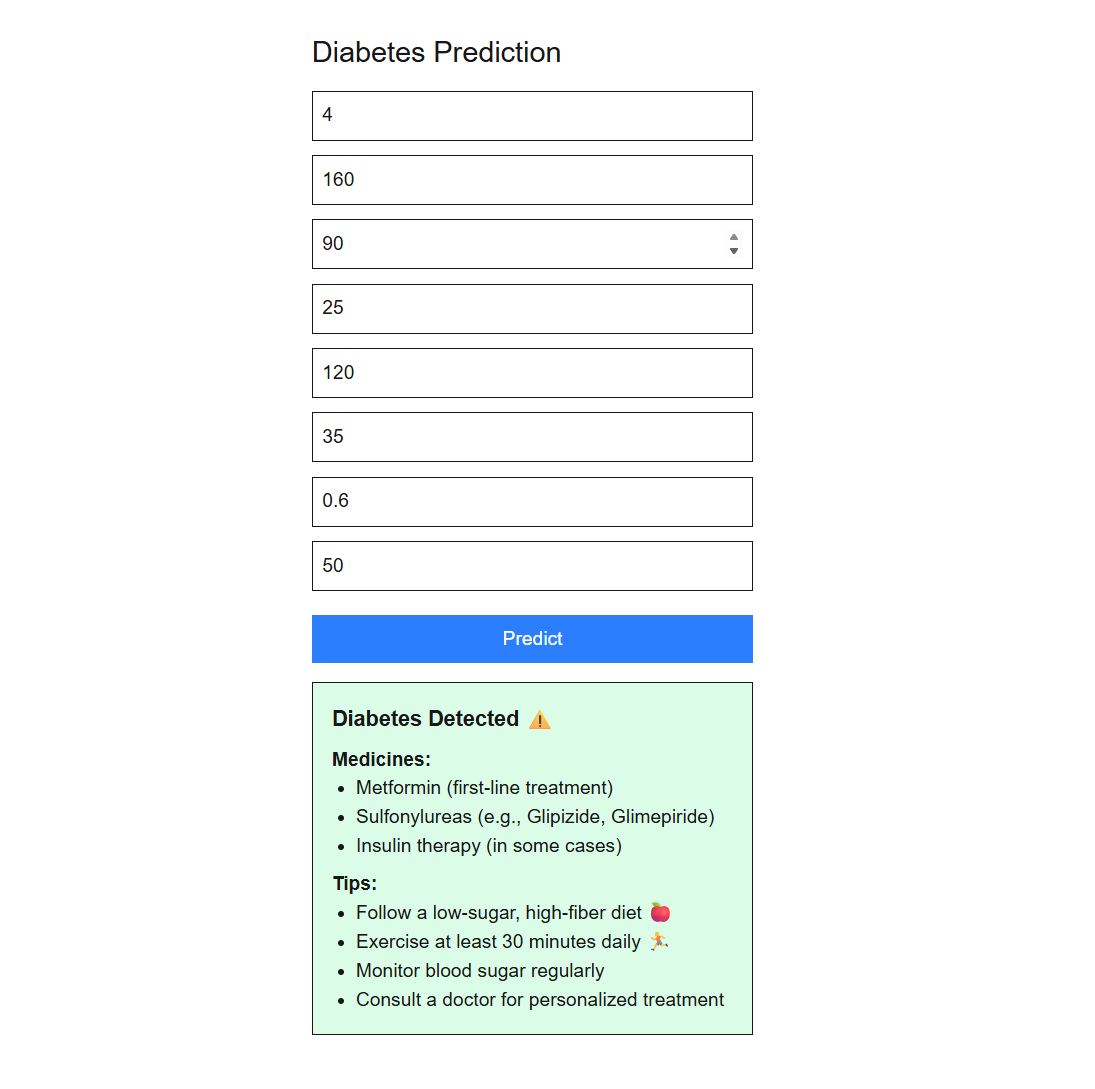 Diabetes Prediction
4
160
90
25
120
35
0.6
50
Predict
Diabetes Detected ⚠️
Medicines:
• Metformin (first-line treatment)
• Sulfonylureas (e.g., Glipizide, Glimepiride)
• Insulin therapy (in some cases)
Tips:
• Follow a low-sugar, high-fiber diet 🍎
• Exercise at least 30 minutes daily 🏃
• Monitor blood sugar regularly
• Consult a doctor for personalized treatment